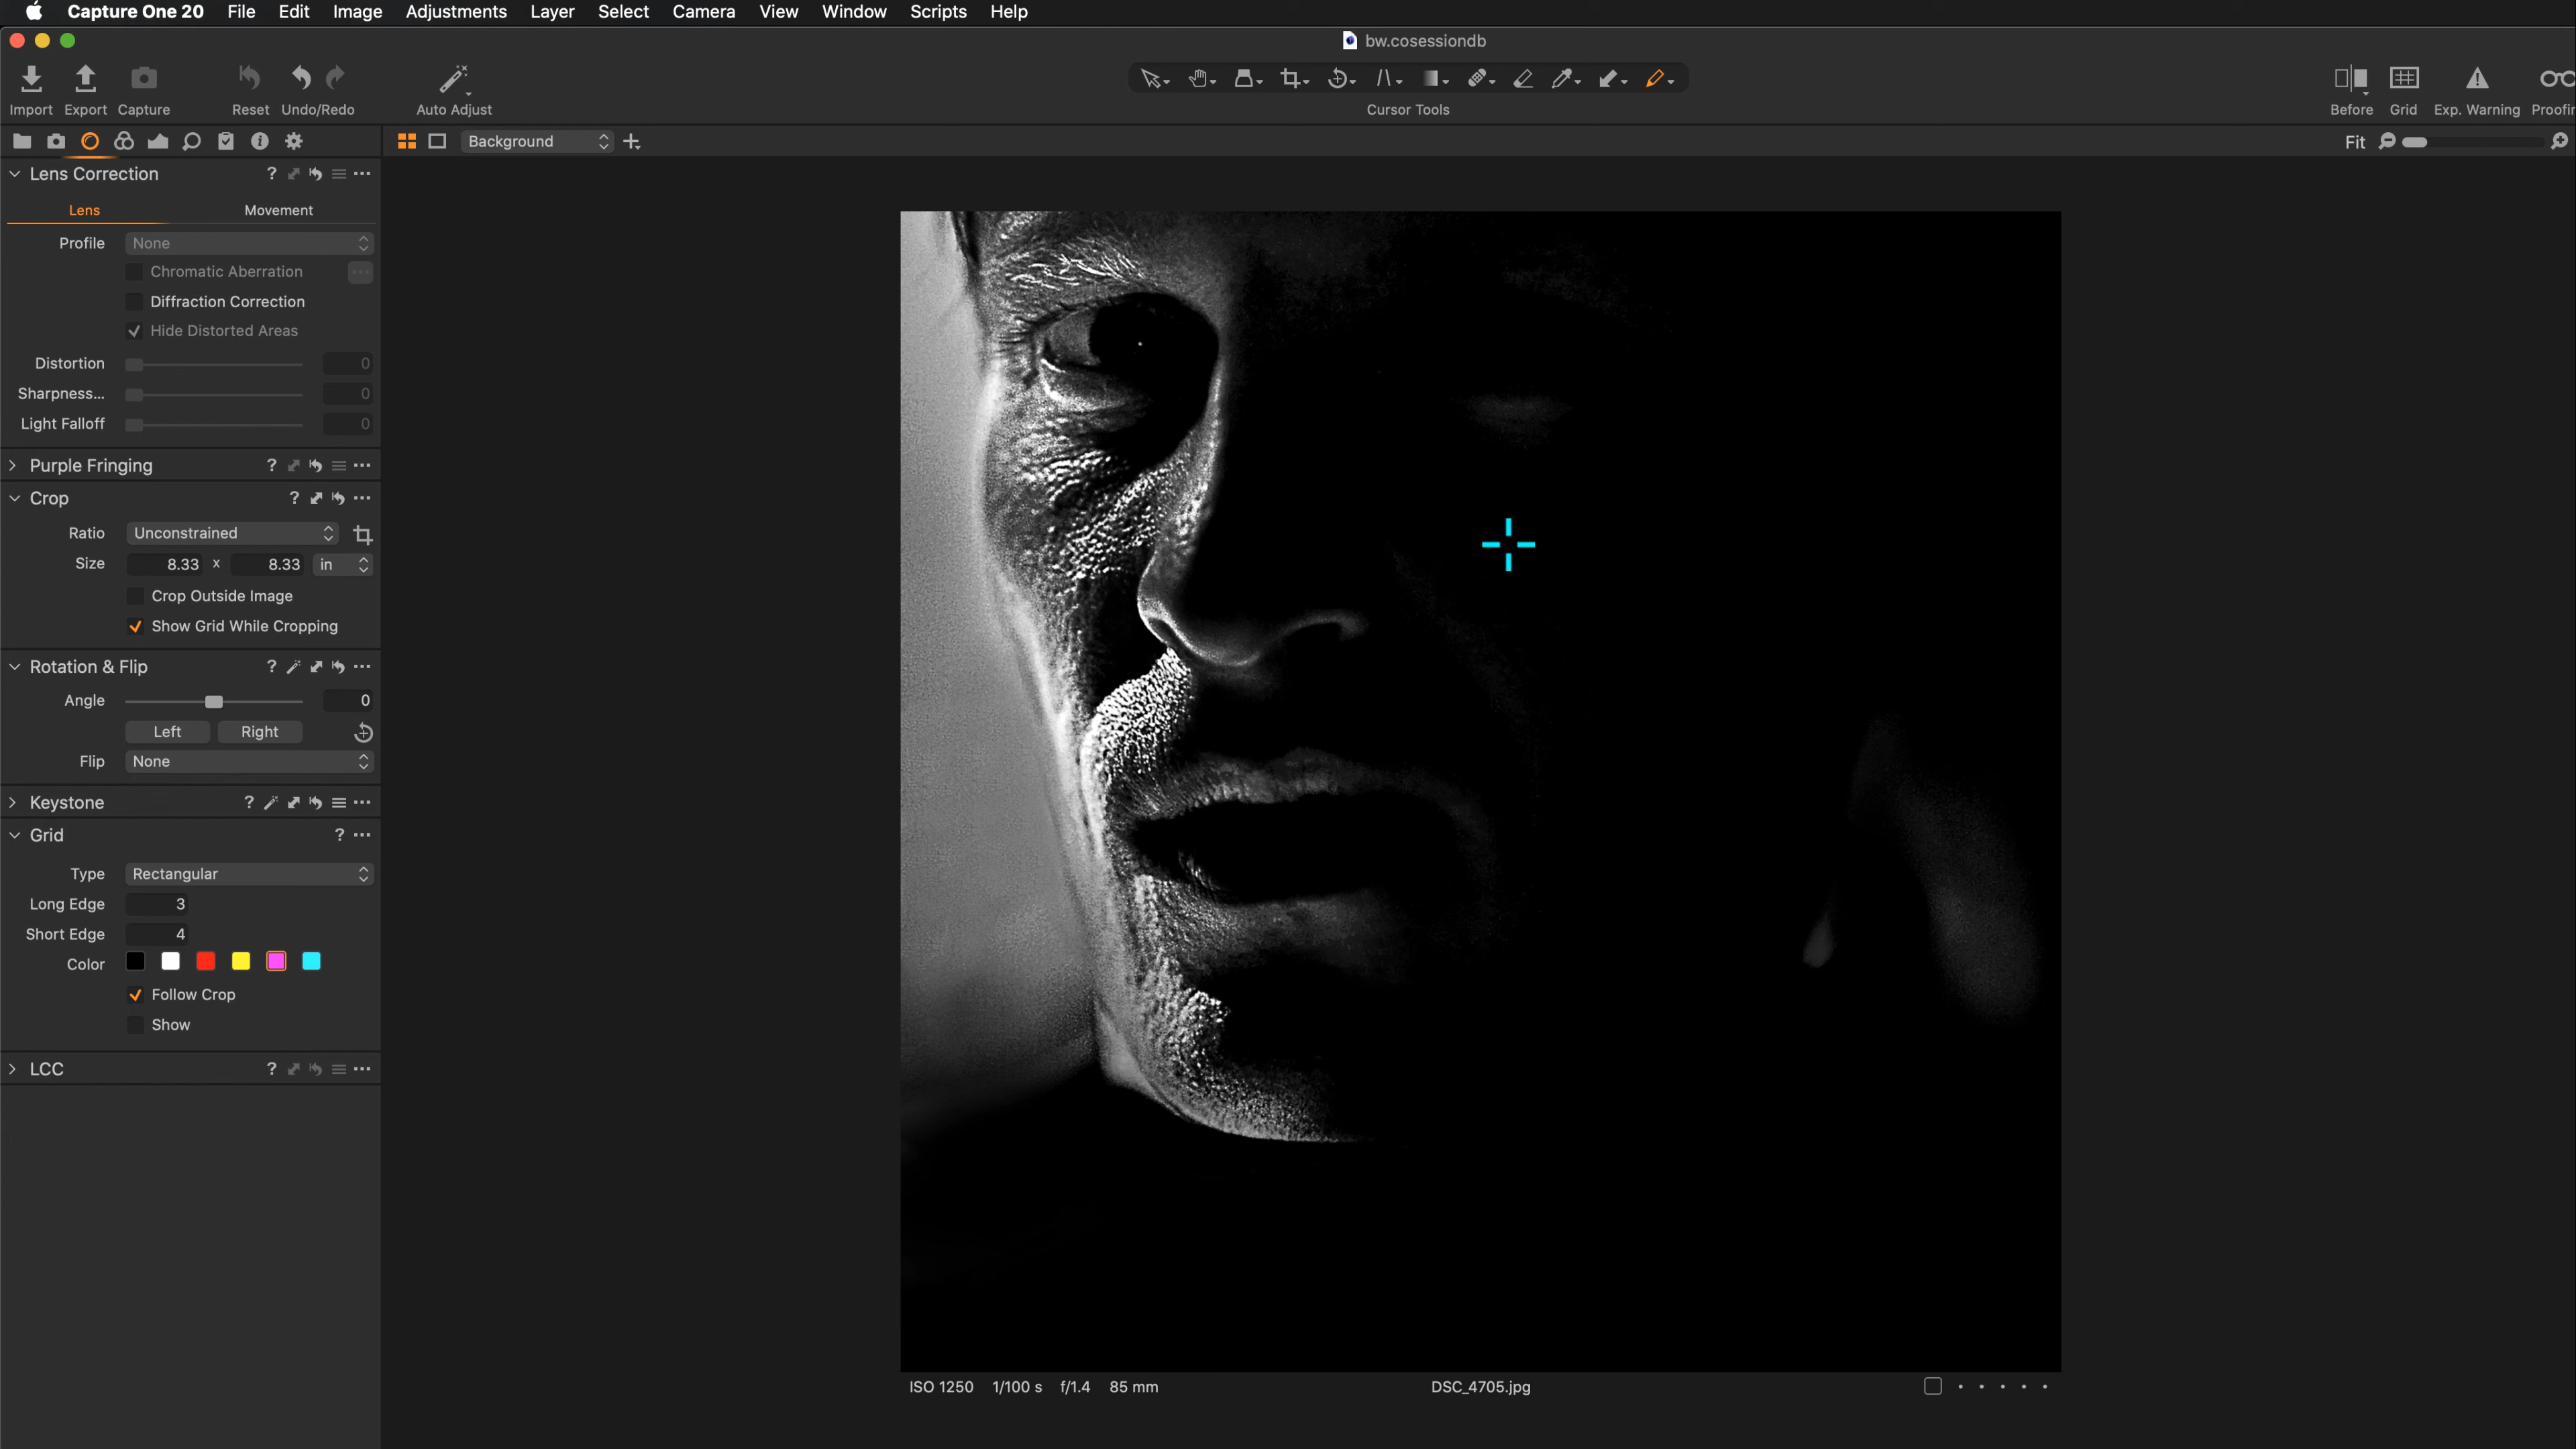 Capture One 20 File Edit Image Adjustments Layer Select Camera View Window Scripts Help
bw.cosessiondb
Import Export Capture Reset Undo/Redo Auto Adjust Cursor Tools Before Grid Exp. Warning Proofin
Background Fit
Lens Correction ? ...
Lens Movement
Profile None
Chromatic Aberration ...
Diffraction Correction
Hide Distorted Areas
Distortion 0
Sharpness... 0
Light Falloff 0
Purple Fringing ? ...
Crop ? ...
Ratio Unconstrained
Size 8.33 x 8.33 in
Crop Outside Image
Show Grid While Cropping
Rotation & Flip ? ...
Angle 0
Left Right
Flip None
Keystone ? ...
Grid ? ...
Type Rectangular
Long Edge 3
Short Edge 4
Color
Follow Crop
Show
LCC ? ...
ISO 1250 1/100 s f/1.4 85 mm DSC_4705.jpg